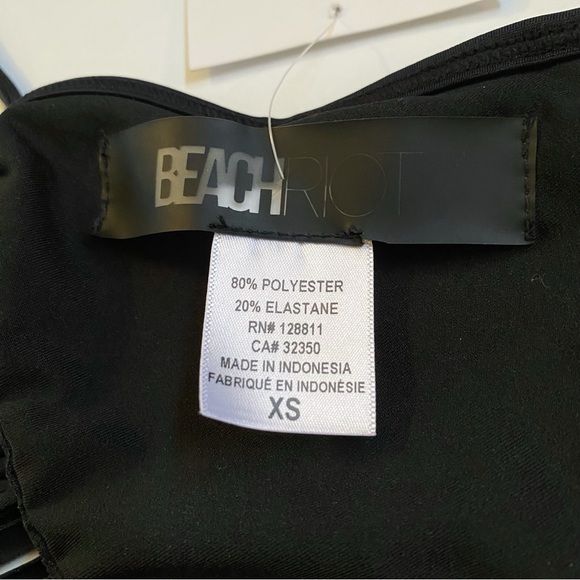 BEACHRIOT
80% POLYESTER
20% ELASTANE
RN# 128811
CA# 32350
MADE IN INDONESIA
FABRIQUÉ EN INDONÉSIE
XS